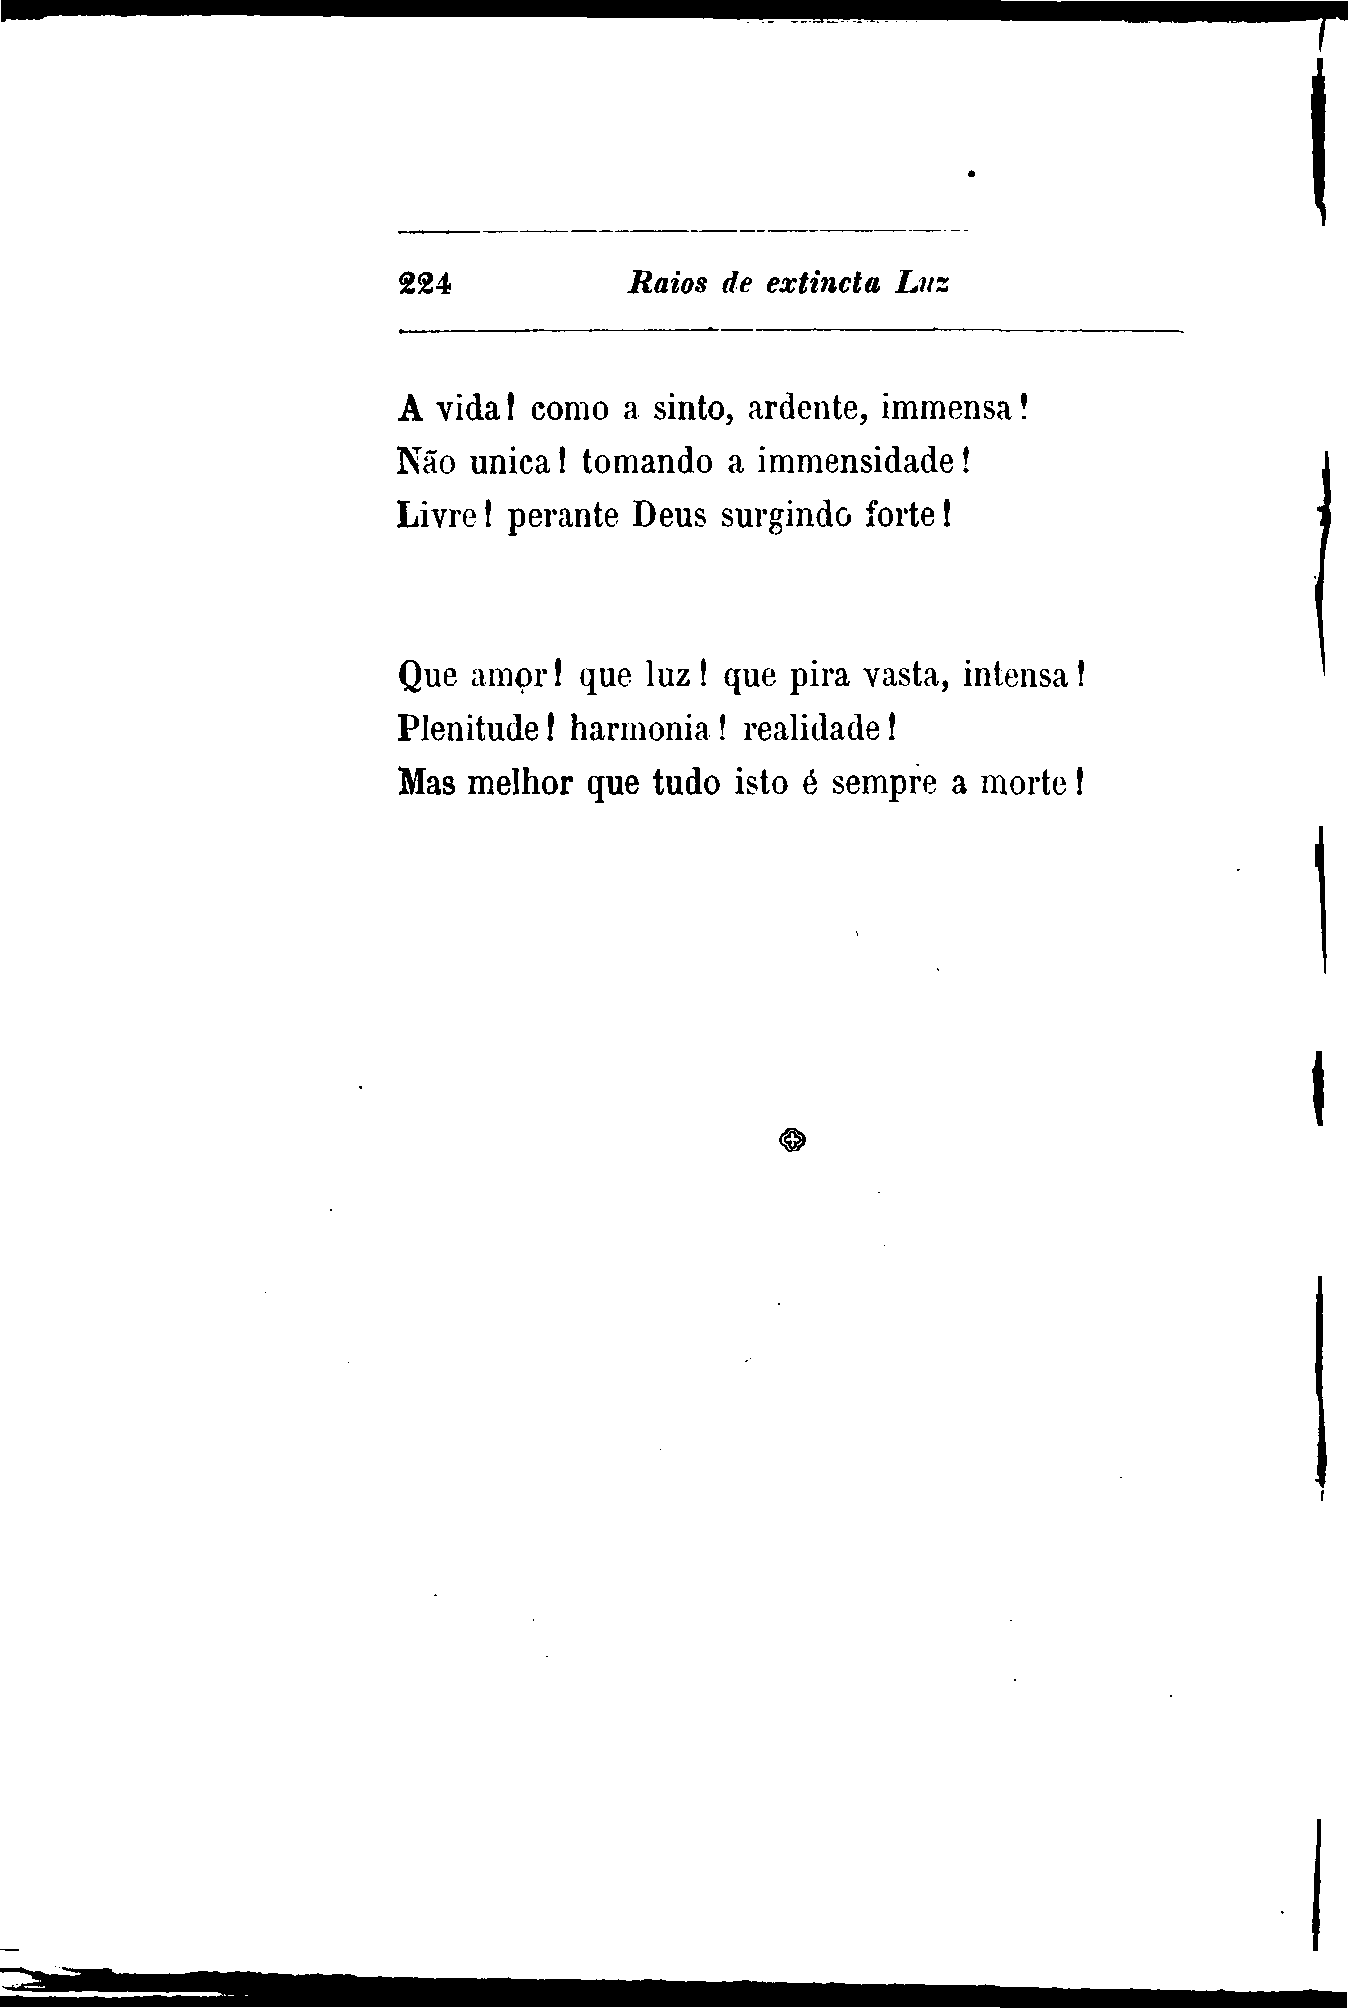 224 Raios de extincta Luz
A vida! como a sinto, ardente, immensa!
Não unica! tomando a immensidade!
Livre! perante Deus surgindo forte!
Que amor! que luz! que pira vasta, intensa!
Plenitude! harmonia! realidade!
Mas melhor que tudo isto é sempre a morte!